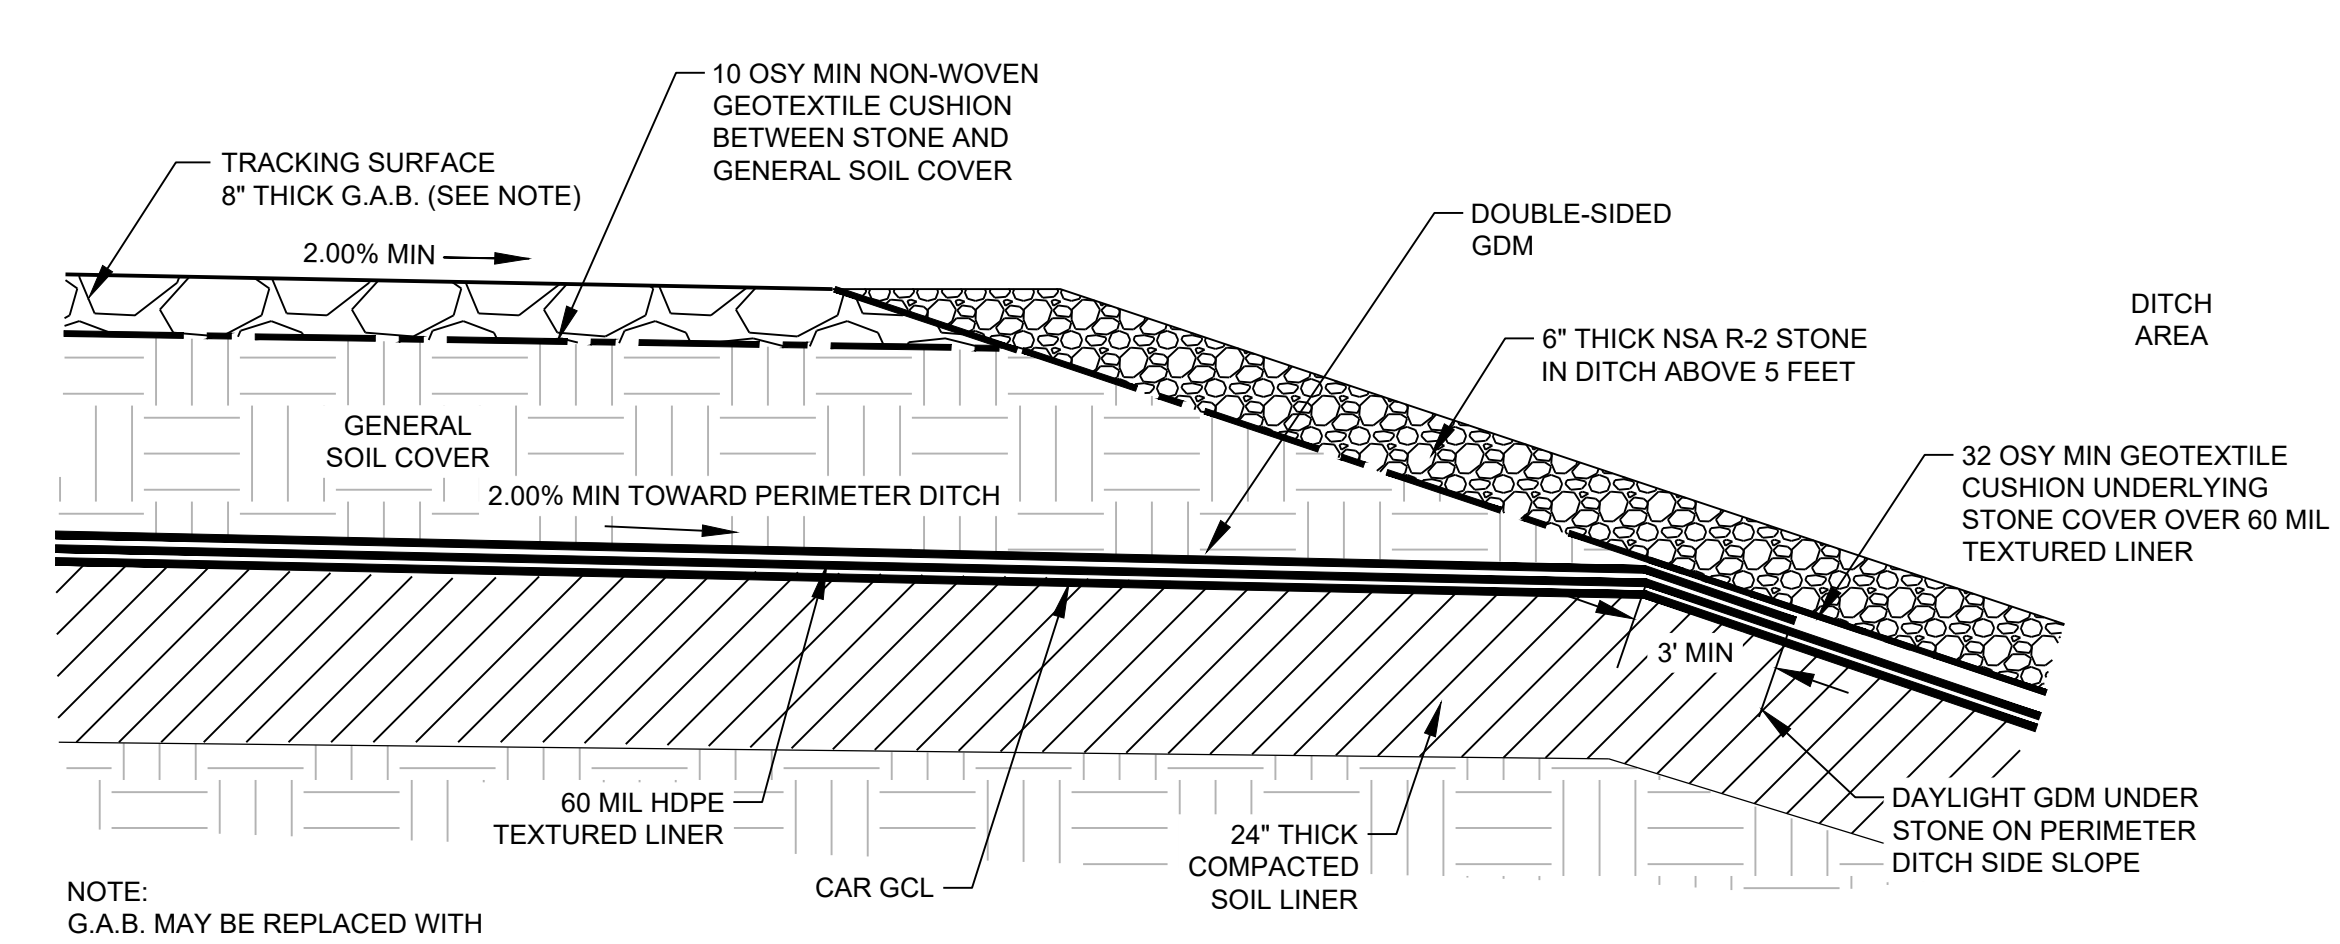 10 OSY MIN NON-WOVEN
GEOTEXTILE CUSHION
BETWEEN STONE AND
GENERAL SOIL COVER
TRACKING SURFACE
8" THICK G.A.B. (SEE NOTE)
2.00% MIN
DOUBLE-SIDED
GDM
DITCH
AREA
6" THICK NSA R-2 STONE
IN DITCH ABOVE 5 FEET
GENERAL
SOIL COVER
2.00% MIN TOWARD PERIMETER DITCH
32 OSY MIN GEOTEXTILE
CUSHION UNDERLYING
STONE COVER OVER 60 MIL
TEXTURED LINER
3' MIN
60 MIL HDPE
TEXTURED LINER
CAR GCL
24" THICK
COMPACTED
SOIL LINER
DAYLIGHT GDM UNDER
STONE ON PERIMETER
DITCH SIDE SLOPE
NOTE:
G.A.B. MAY BE REPLACED WITH